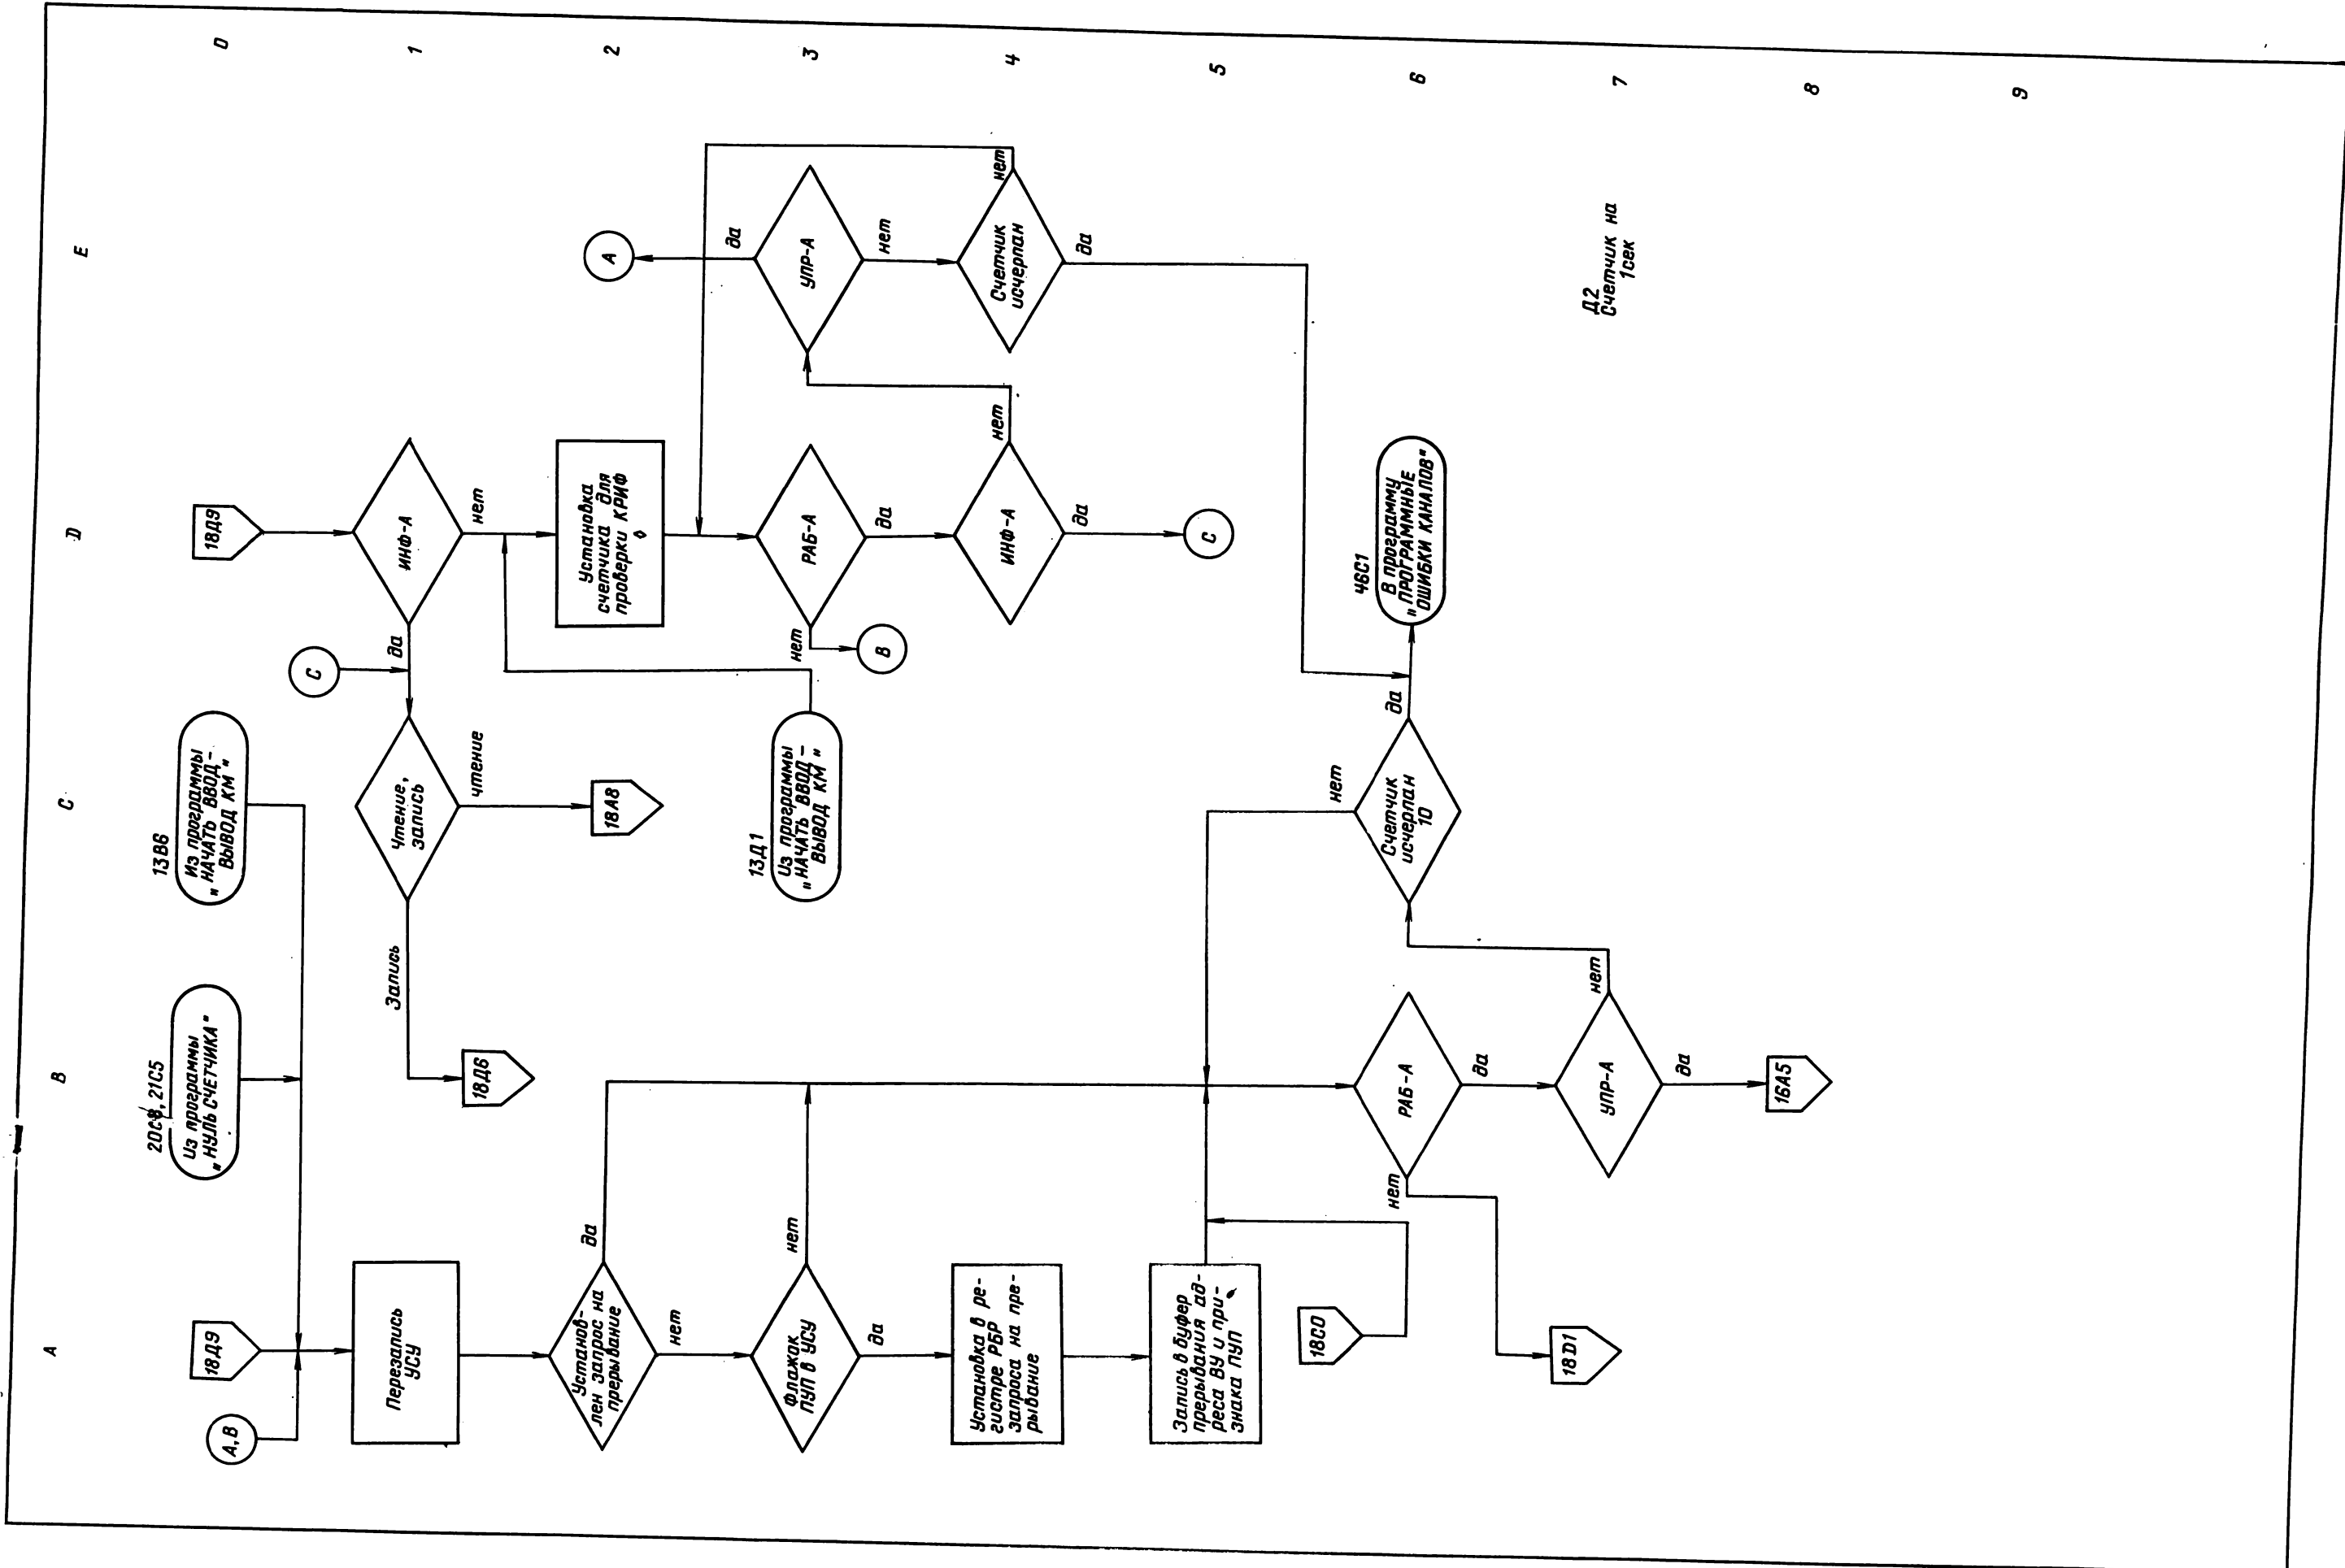 A
B
C
D
E
0
1
2
3
4
5
6
7
8
9
A,B
18Д9
21С5
Из программы
„НУЛЬ СЧЕТЧИКА"
13В6
Из программы
„НАЧАТЬ ВВОД–
ВЫВОД КМ"
Перезапись
УСУ
Установ-
лен запрос на
прерывание
да
нет
Флажок
ПУП в УСУ
нет
да
Установка в ре-
гистре РБР
запроса на пре-
рывание
Запись в буфер
прерывания ад-
реса ВУ и при-
знака ПУП
18С0
18D1
18Д6
Запись
Чтение,
запись
чтение
18А8
С
да
18Д9
ИНФ-А
нет
Установка
счетчика для
проверки КРИФ
13Д1
Из программы
„НАЧАТЬ ВВОД–
ВЫВОД КМ"
РАБ-А
нет
В
да
ИНФ-А
нет
да
С
А
да
УПР-А
нет
Счетчик
исчерпан
нет
да
РАБ-А
нет
да
УПР-А
нет
да
16А5
Счетчик
исчерпан
10
нет
да
46С1
В программу
„ПРОГРАММНЫЕ
ОШИБКИ КАНАЛОВ"
Д2
Счетчик на
1сек